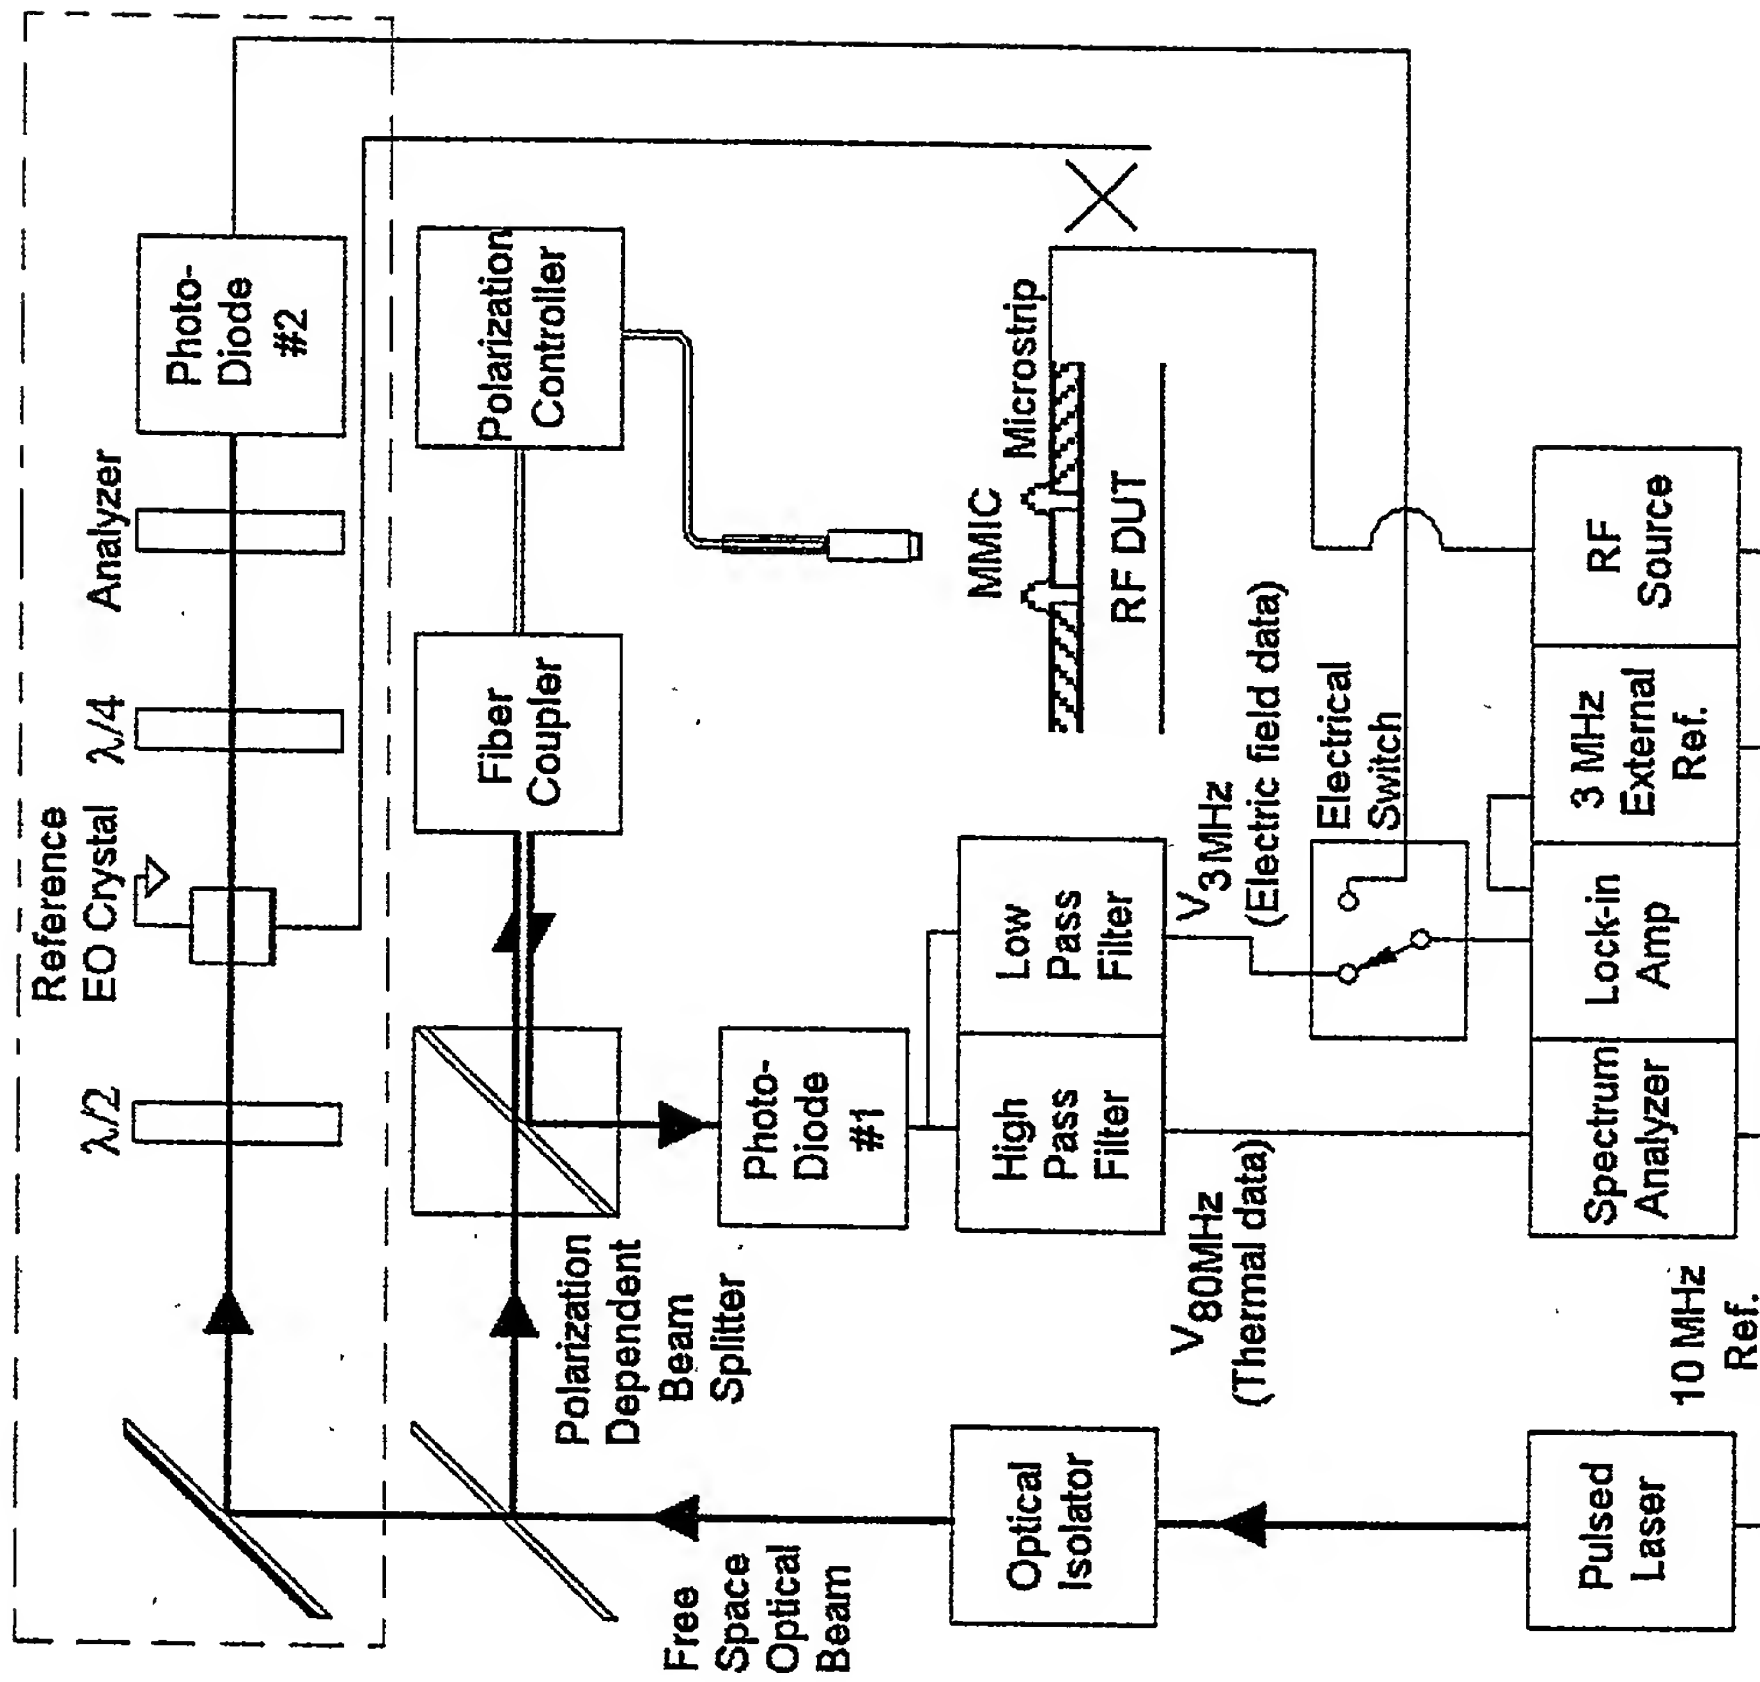 Reference
EO Crystal
λ/2
λ/4
Analyzer
Photo-
Diode
#2
Fiber
Coupler
Polarization
Controller
Polarization
Dependent
Beam
Splitter
Free
Space
Optical
Beam
Photo-
Diode
#1
MMIC
Microstrip
RF DUT
Optical
Isolator
High
Pass
Filter
Low
Pass
Filter
V80MHz
(Thermal data)
V3MHz
(Electric field data)
Electrical
Switch
Pulsed
Laser
10 MHz
Ref.
Spectrum
Analyzer
Lock-in
Amp
3 MHz
External
Ref.
RF
Source